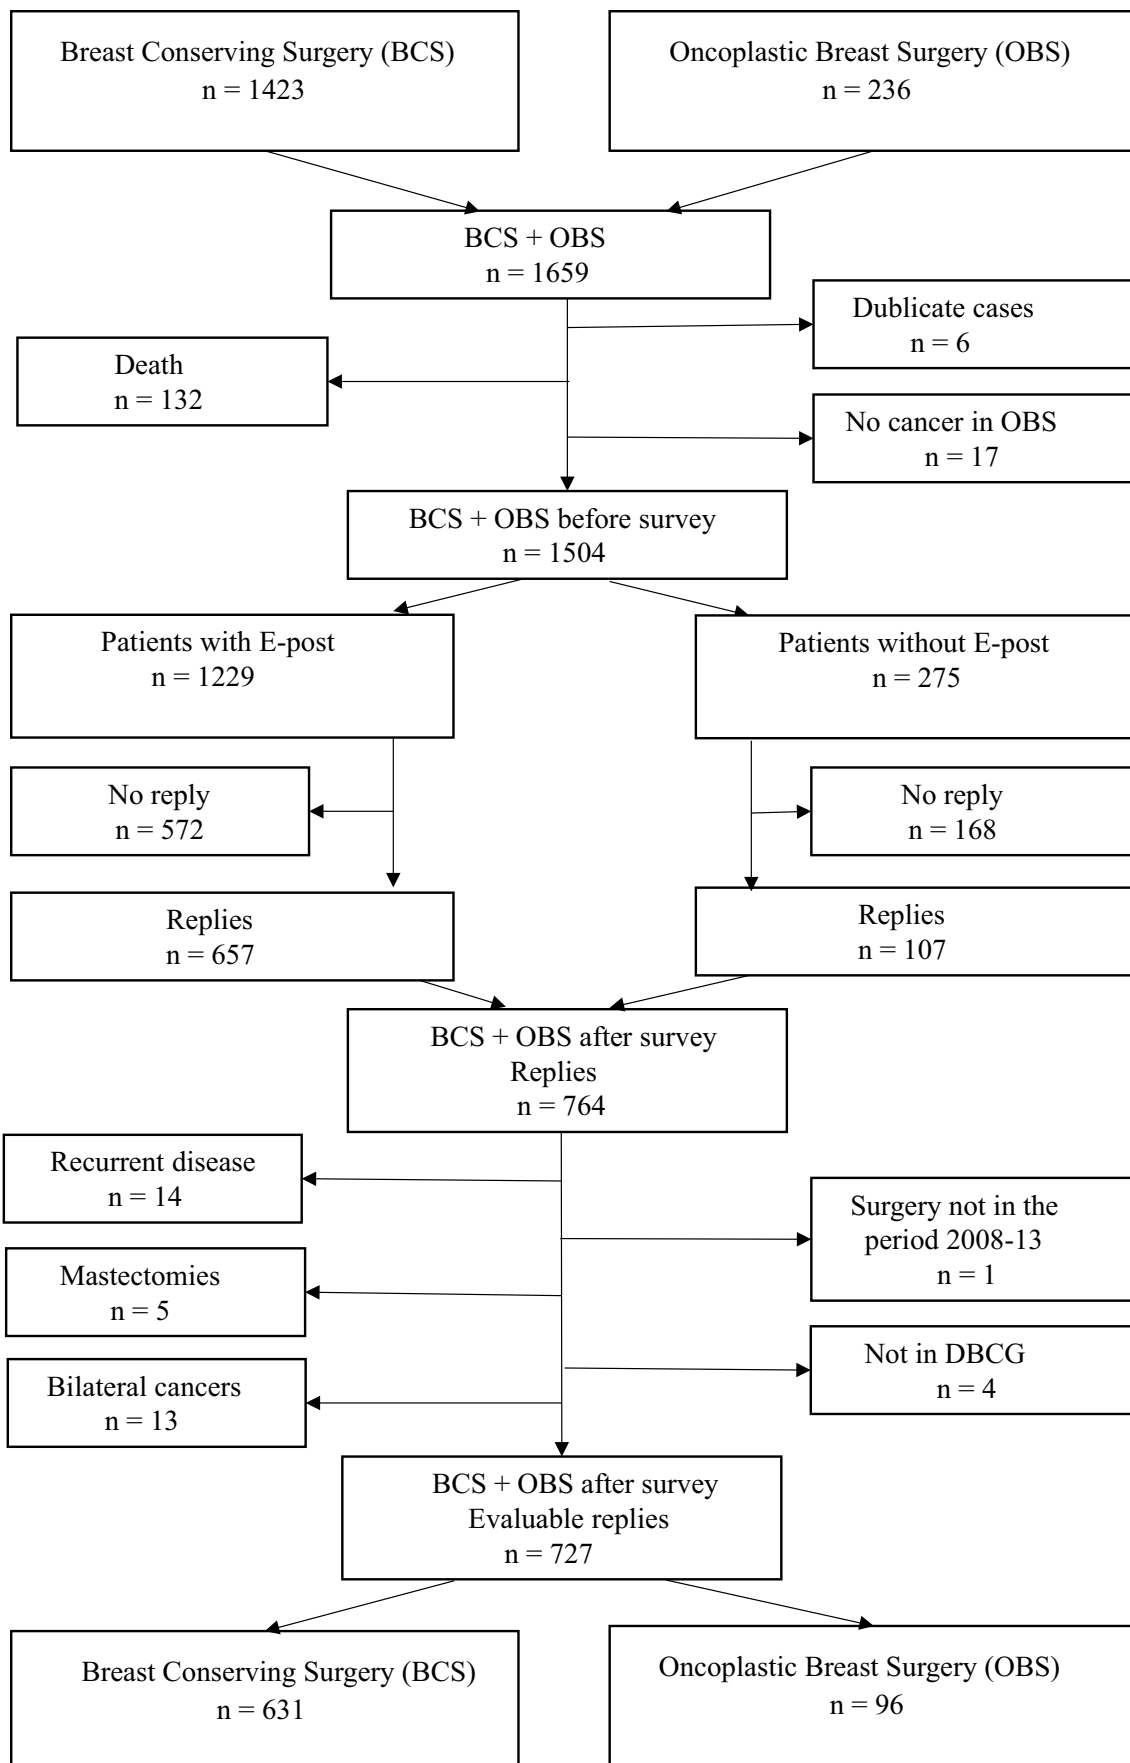 Breast Conserving Surgery (BCS)
n = 1423
Oncoplastic Breast Surgery (OBS)
n = 236
BCS + OBS
n = 1659
Dublicate cases
n = 6
Death
n = 132
No cancer in OBS
n = 17
BCS + OBS before survey
n = 1504
Patients with E-post
n = 1229
Patients without E-post
n = 275
No reply
n = 572
No reply
n = 168
Replies
n = 657
Replies
n = 107
BCS + OBS after survey
Replies
n = 764
Recurrent disease
n = 14
Surgery not in the
period 2008-13
n = 1
Mastectomies
n = 5
Not in DBCG
n = 4
Bilateral cancers
n = 13
BCS + OBS after survey
Evaluable replies
n = 727
Breast Conserving Surgery (BCS)
n = 631
Oncoplastic Breast Surgery (OBS)
n = 96